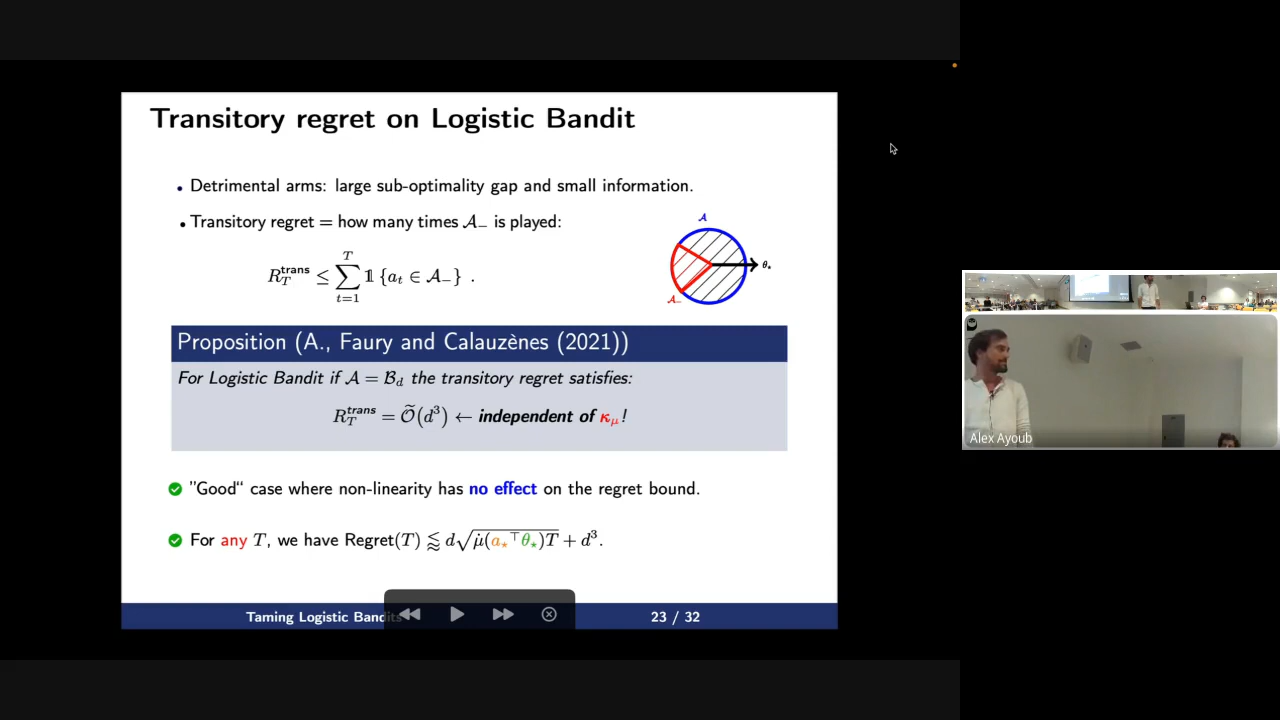 Transitory regret on Logistic Bandit
• Detrimental arms: large sub-optimality gap and small information.
• Transitory regret = how many times 𝒜₋ is played:
R_T^trans ≤ ∑_{t=1}^{T} 𝟙 {a_t ∈ 𝒜₋} .
𝒜
θ⋆
𝒜₋
Proposition (A., Faury and Calauzènes (2021))
For Logistic Bandit if 𝒜 = ℬ_d the transitory regret satisfies:
R_T^trans = Õ(d³) ← independent of κ_μ!
"Good“ case where non-linearity has no effect on the regret bound.
For any T, we have Regret(T) ⪅ d√(μ̇(a⋆ᵀθ⋆)T) + d³.
Taming Logistic Bandits
23 / 32
Alex Ayoub